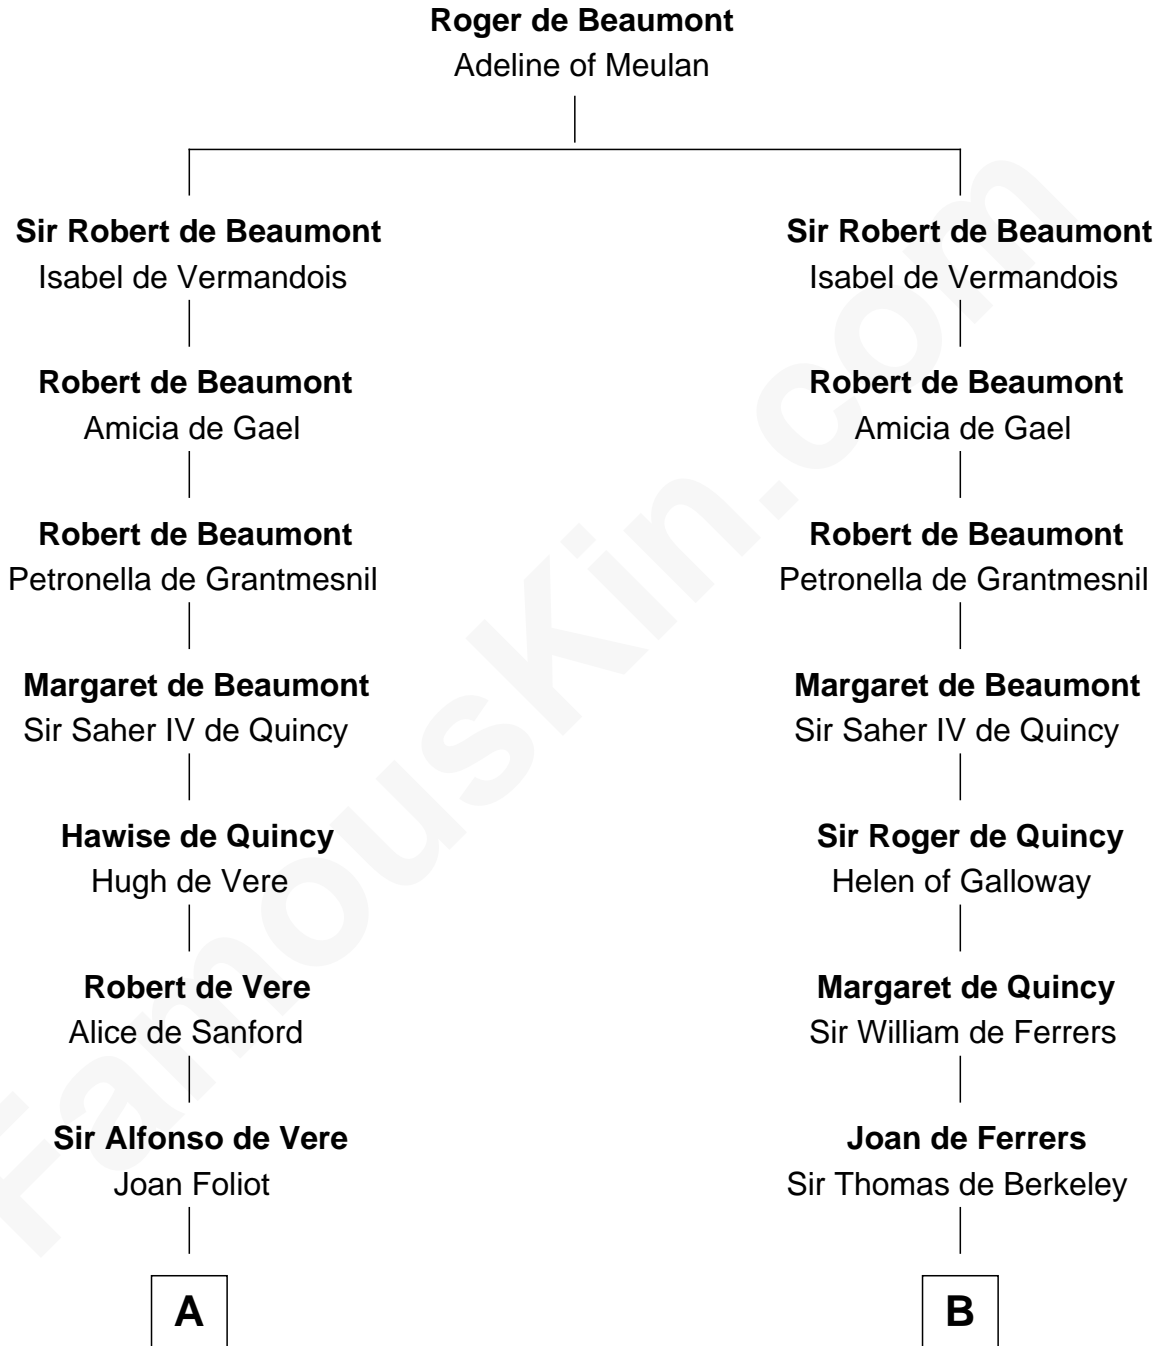 Roger de Beaumont
Adeline of Meulan
Sir Robert de Beaumont
Isabel de Vermandois
Sir Robert de Beaumont
Isabel de Vermandois
Robert de Beaumont
Amicia de Gael
Robert de Beaumont
Amicia de Gael
Robert de Beaumont
Petronella de Grantmesnil
Robert de Beaumont
Petronella de Grantmesnil
Margaret de Beaumont
Sir Saher IV de Quincy
Margaret de Beaumont
Sir Saher IV de Quincy
Hawise de Quincy
Hugh de Vere
Sir Roger de Quincy
Helen of Galloway
Robert de Vere
Alice de Sanford
Margaret de Quincy
Sir William de Ferrers
Sir Alfonso de Vere
Joan Foliot
Joan de Ferrers
Sir Thomas de Berkeley
A
B
FamousKin.com